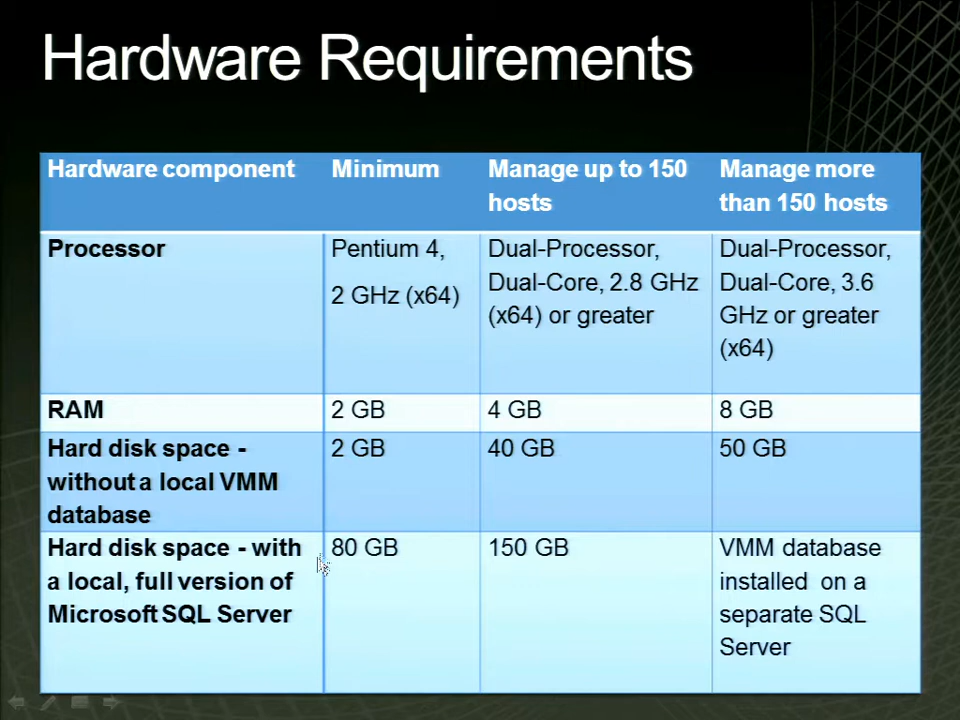 Hardware Requirements
Hardware component
Minimum
Manage up to 150
hosts
Manage more
than 150 hosts
Processor
Pentium 4,
2 GHz (x64)
Dual-Processor,
Dual-Core, 2.8 GHz
(x64) or greater
Dual-Processor,
Dual-Core, 3.6
GHz or greater
(x64)
RAM
2 GB
4 GB
8 GB
Hard disk space -
without a local VMM
database
2 GB
40 GB
50 GB
Hard disk space - with
a local, full version of
Microsoft SQL Server
80 GB
150 GB
VMM database
installed on a
separate SQL
Server